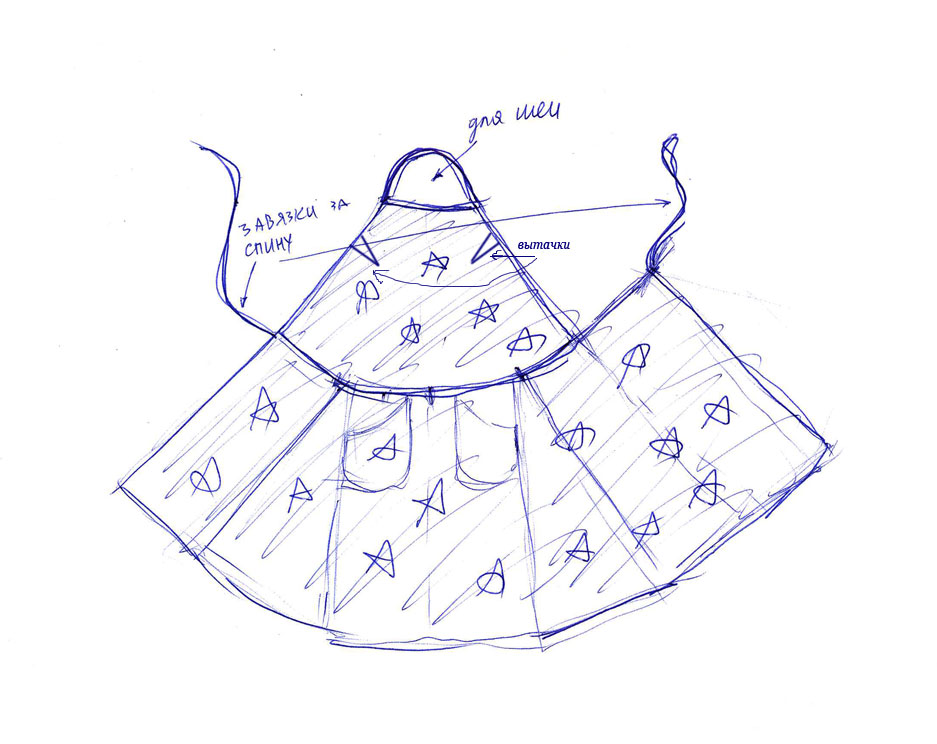 для шеи
завязки за
спину
вытачки